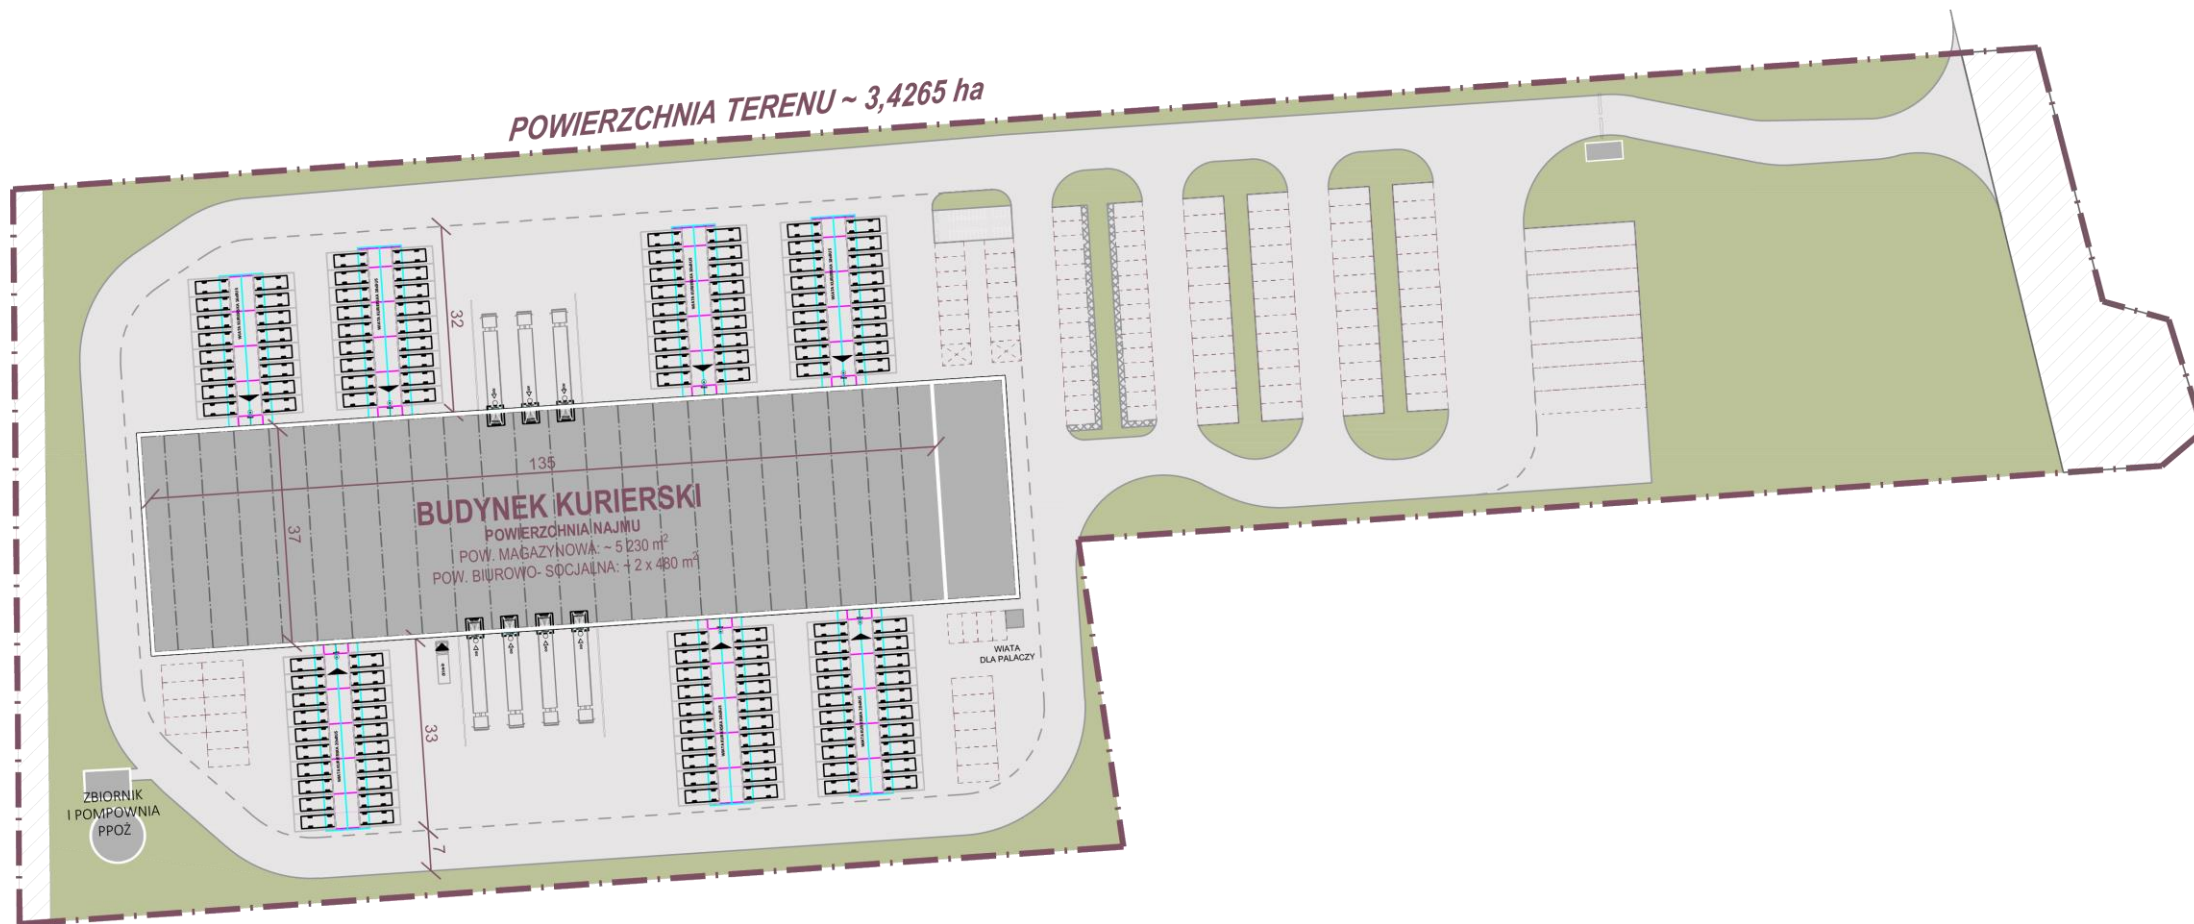 POWIERZCHNIA TERENU ~ 3,4265 ha
32
135
37
BUDYNEK KURIERSKI
POWIERZCHNIA NAJMU
POW. MAGAZYNOWA: ~ 5 230 m²
POW. BIUROWO- SOCJALNA: ~ 2 x 480 m²
WIATA
DLA PALACZY
33
7
ZBIORNIK
I POMPOWNIA
PPOŻ